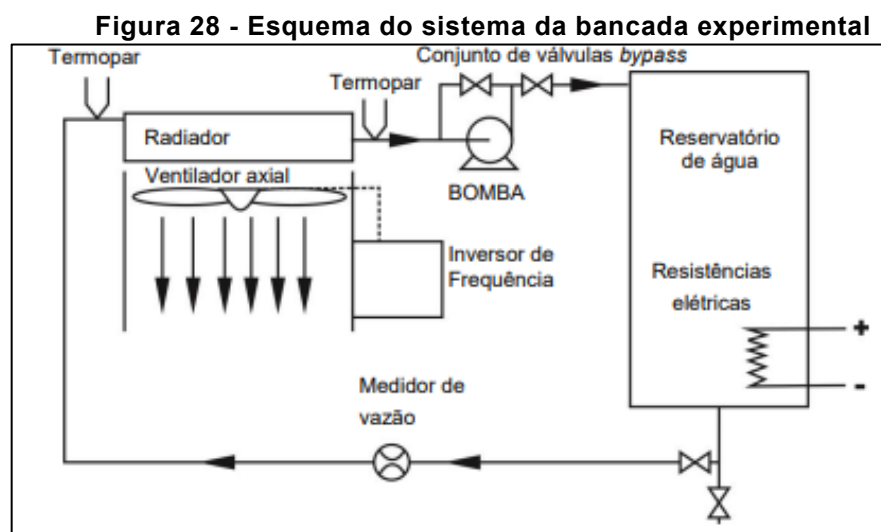 Figura 28 - Esquema do sistema da bancada experimental
Termopar
Conjunto de válvulas bypass
Termopar
Radiador
Reservatório
de água
Ventilador axial
BOMBA
Inversor de
Frequência
Resistências
elétricas
+
-
Medidor de
vazão